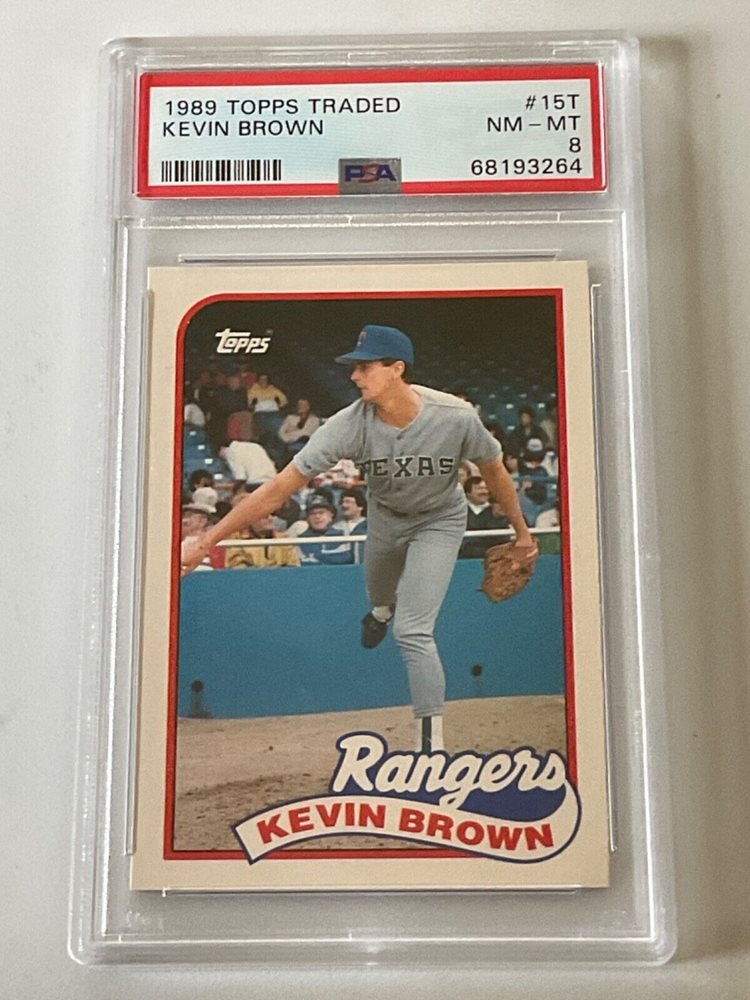 1989 TOPPS TRADED
#15T
KEVIN BROWN
NM – MT
8
PSA
68193264
topps
TEXAS
Rangers
KEVIN BROWN